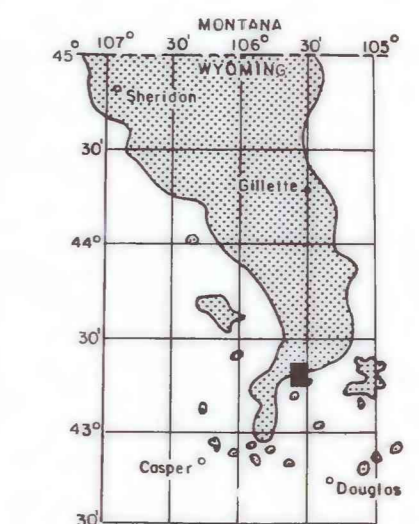 MONTANA
107° 30' 106° 30' 105°
45°
WYOMING
Sheridan
30'
Gillette
44°
30'
43°
Casper
Douglas
30'